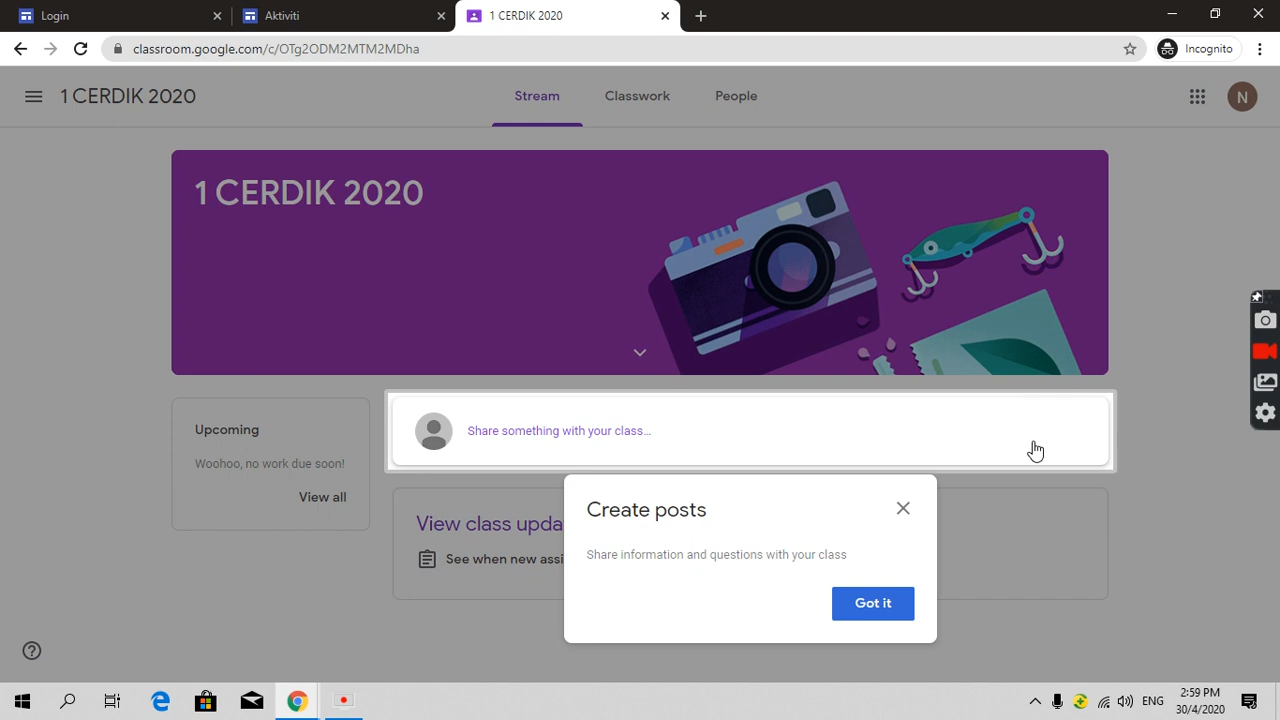 Login
Aktiviti
1 CERDIK 2020
classroom.google.com/c/OTg2ODM2MTM2MDha
Incognito
1 CERDIK 2020
Stream
Classwork
People
N
1 CERDIK 2020
Upcoming
Woohoo, no work due soon!
View all
Share something with your class...
View class upda
See when new assi
Create posts
Share information and questions with your class
Got it
ENG
2:59 PM
30/4/2020